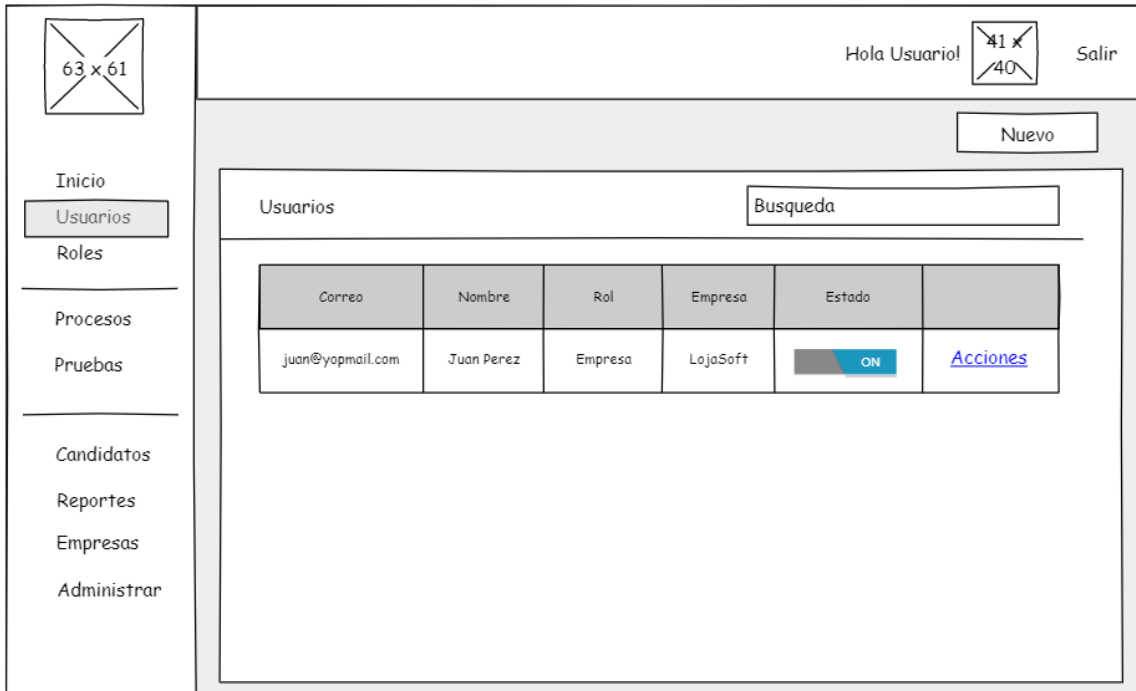 63 x 61
Hola Usuario!
41 x
40
Salir
Nuevo
Inicio
Usuarios
Roles
Procesos
Pruebas
Candidatos
Reportes
Empresas
Administrar
Usuarios
Busqueda
Correo Nombre Rol Empresa Estado
juan@yopmail.com Juan Perez Empresa LojaSoft ON Acciones